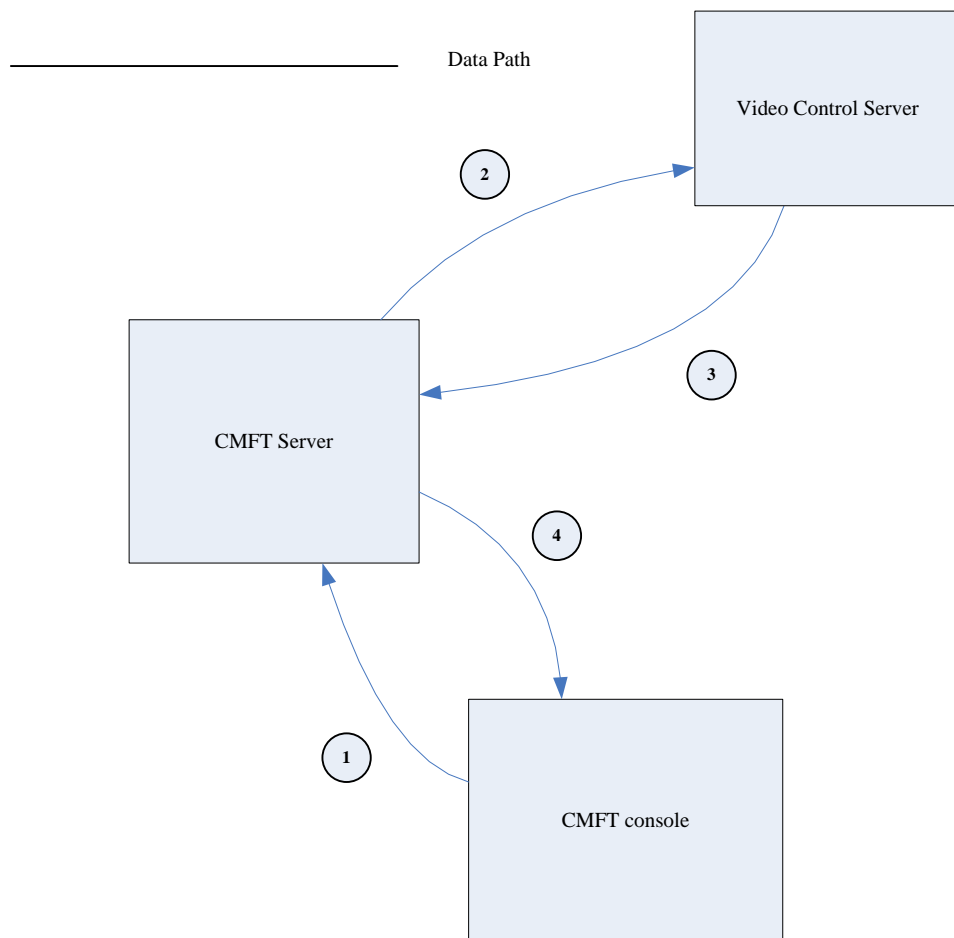 Data Path
Video Control Server
2
3
CMFT Server
4
1
CMFT console